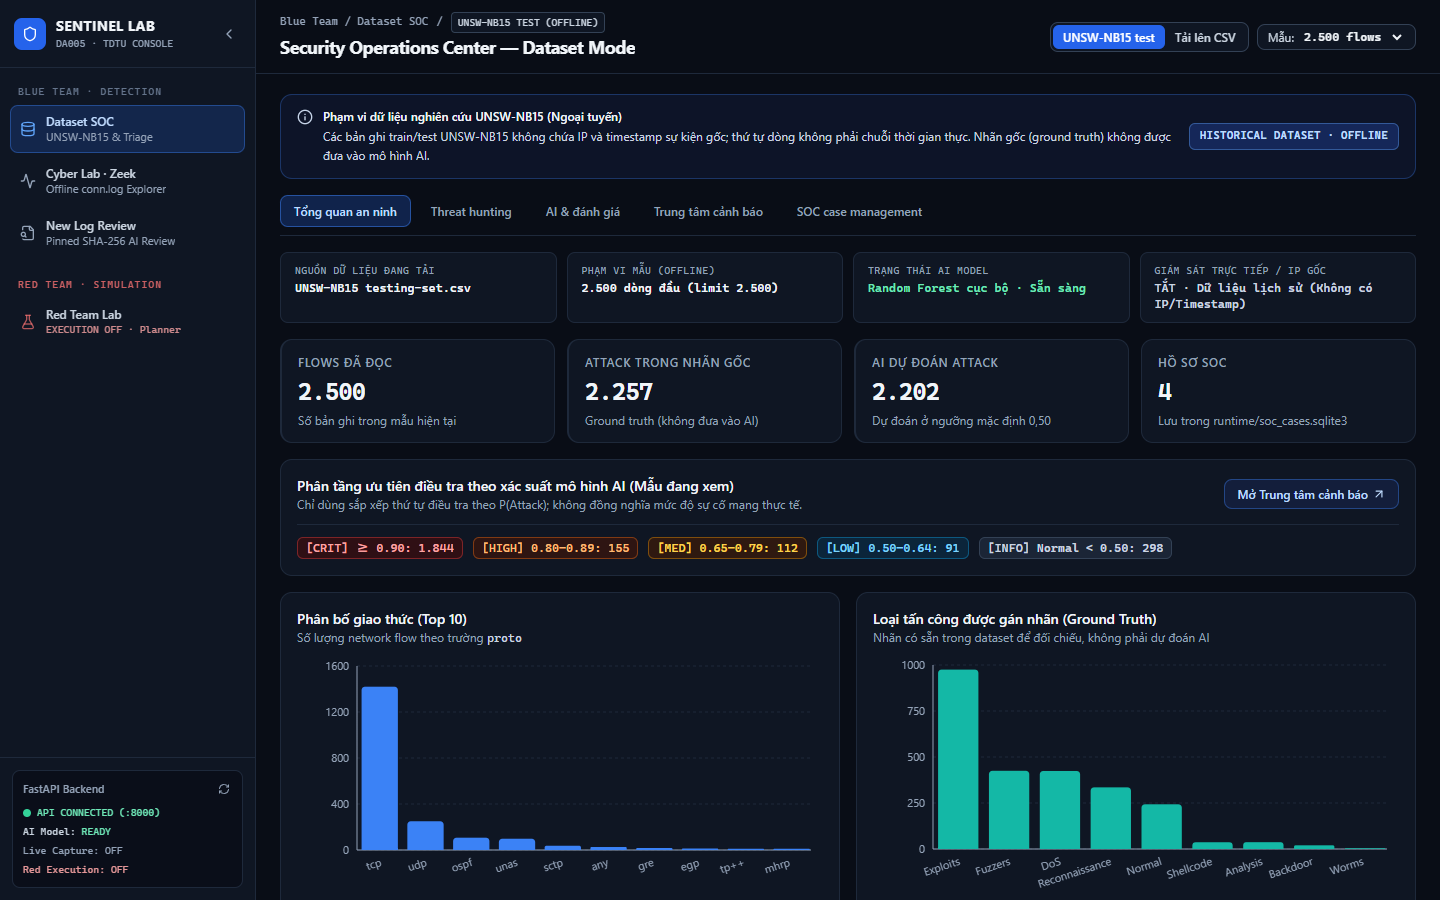 SENTINEL LAB
DA005 · TDTU CONSOLE
BLUE TEAM · DETECTION
Dataset SOC
UNSW-NB15 & Triage
Cyber Lab · Zeek
Offline conn.log Explorer
New Log Review
Pinned SHA-256 AI Review
RED TEAM · SIMULATION
Red Team Lab
EXECUTION OFF · Planner
FastAPI Backend
API CONNECTED (:8000)
AI Model: READY
Live Capture: OFF
Red Execution: OFF
Blue Team / Dataset SOC / UNSW-NB15 TEST (OFFLINE)
Security Operations Center — Dataset Mode
UNSW-NB15 test
Tải lên CSV
Mẫu: 2.500 flows
Phạm vi dữ liệu nghiên cứu UNSW-NB15 (Ngoại tuyến)
Các bản ghi train/test UNSW-NB15 không chứa IP và timestamp sự kiện gốc; thứ tự dòng không phải chuỗi thời gian thực. Nhãn gốc (ground truth) không được
đưa vào mô hình AI.
HISTORICAL DATASET · OFFLINE
Tổng quan an ninh
Threat hunting
AI & đánh giá
Trung tâm cảnh báo
SOC case management
NGUỒN DỮ LIỆU ĐANG TẢI
UNSW-NB15 testing-set.csv
PHẠM VI MẪU (OFFLINE)
2.500 dòng đầu (limit 2.500)
TRẠNG THÁI AI MODEL
Random Forest cục bộ · Sẵn sàng
GIÁM SÁT TRỰC TIẾP / IP GỐC
TẮT · Dữ liệu lịch sử (Không có
IP/Timestamp)
FLOWS ĐÃ ĐỌC
2.500
Số bản ghi trong mẫu hiện tại
ATTACK TRONG NHÃN GỐC
2.257
Ground truth (không đưa vào AI)
AI DỰ ĐOÁN ATTACK
2.202
Dự đoán ở ngưỡng mặc định 0,50
HỒ SƠ SOC
4
Lưu trong runtime/soc_cases.sqlite3
Phân tầng ưu tiên điều tra theo xác suất mô hình AI (Mẫu đang xem)
Chỉ dùng sắp xếp thứ tự điều tra theo P(Attack); không đồng nghĩa mức độ sự cố mạng thực tế.
Mở Trung tâm cảnh báo
[CRIT] ≥ 0.90: 1.844
[HIGH] 0.80–0.89: 155
[MED] 0.65–0.79: 112
[LOW] 0.50–0.64: 91
[INFO] Normal < 0.50: 298
Phân bố giao thức (Top 10)
Số lượng network flow theo trường proto
1600
1200
800
400
0
tcp
udp
ospf
unas
sctp
any
gre
egp
tp++
mhrp
Loại tấn công được gán nhãn (Ground Truth)
Nhãn có sẵn trong dataset để đối chiếu, không phải dự đoán AI
1000
750
500
250
0
Exploits
Fuzzers
DoS
Reconnaissance
Normal
Shellcode
Analysis
Backdoor
Worms